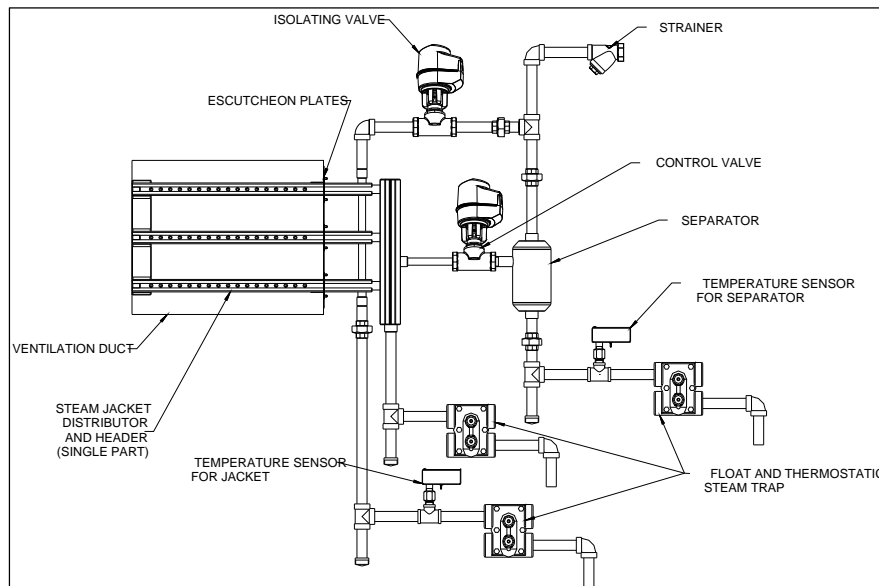 ISOLATING VALVE
STRAINER
ESCUTCHEON PLATES
CONTROL VALVE
SEPARATOR
TEMPERATURE SENSOR
FOR SEPARATOR
VENTILATION DUCT
STEAM JACKET
DISTRIBUTOR
AND HEADER
(SINGLE PART)
TEMPERATURE SENSOR
FOR JACKET
FLOAT AND THERMOSTATIC
STEAM TRAP